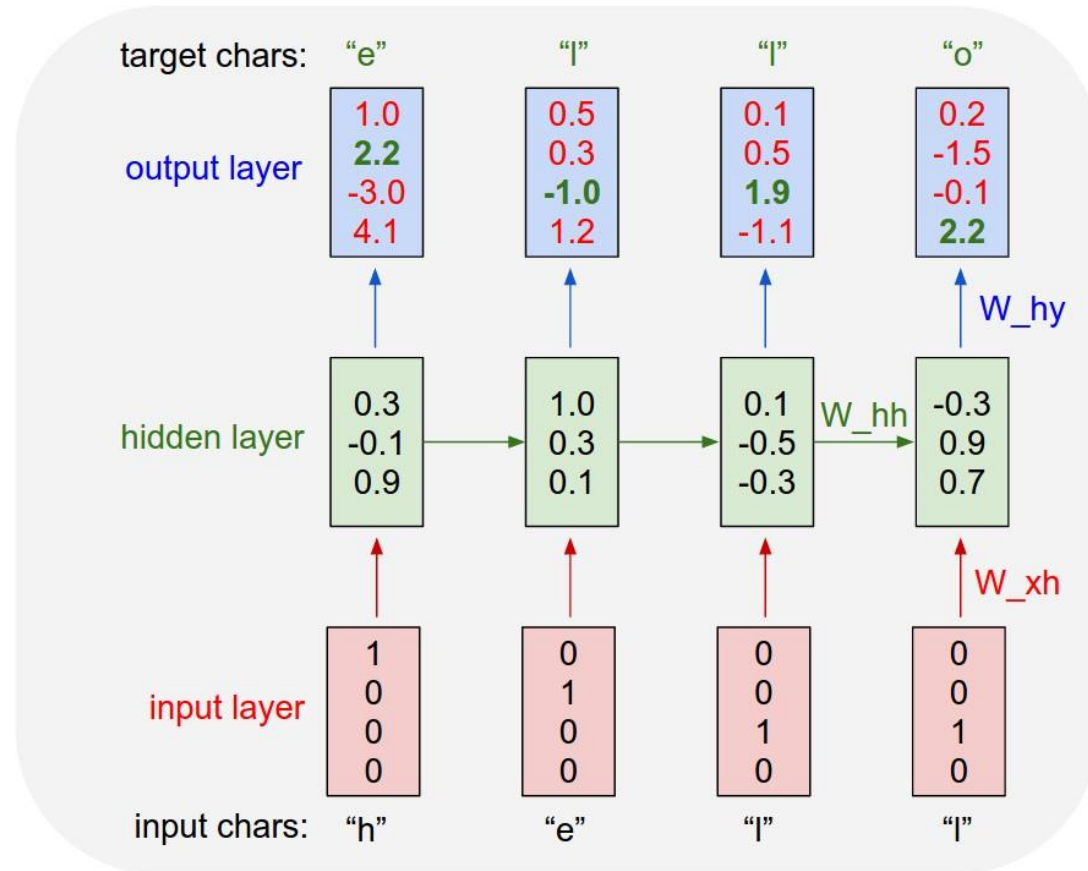 target chars: “e” “l” “l” “o”
output layer
1.0 0.5 0.1 0.2
2.2 0.3 0.5 -1.5
-3.0 -1.0 1.9 -0.1
4.1 1.2 -1.1 2.2
W_hy
hidden layer
0.3 1.0 0.1 -0.3
-0.1 0.3 -0.5 0.9
0.9 0.1 -0.3 0.7
W_hh
W_xh
input layer
1 0 0 0
0 1 0 0
0 0 1 1
0 0 0 0
input chars: “h” “e” “l” “l”